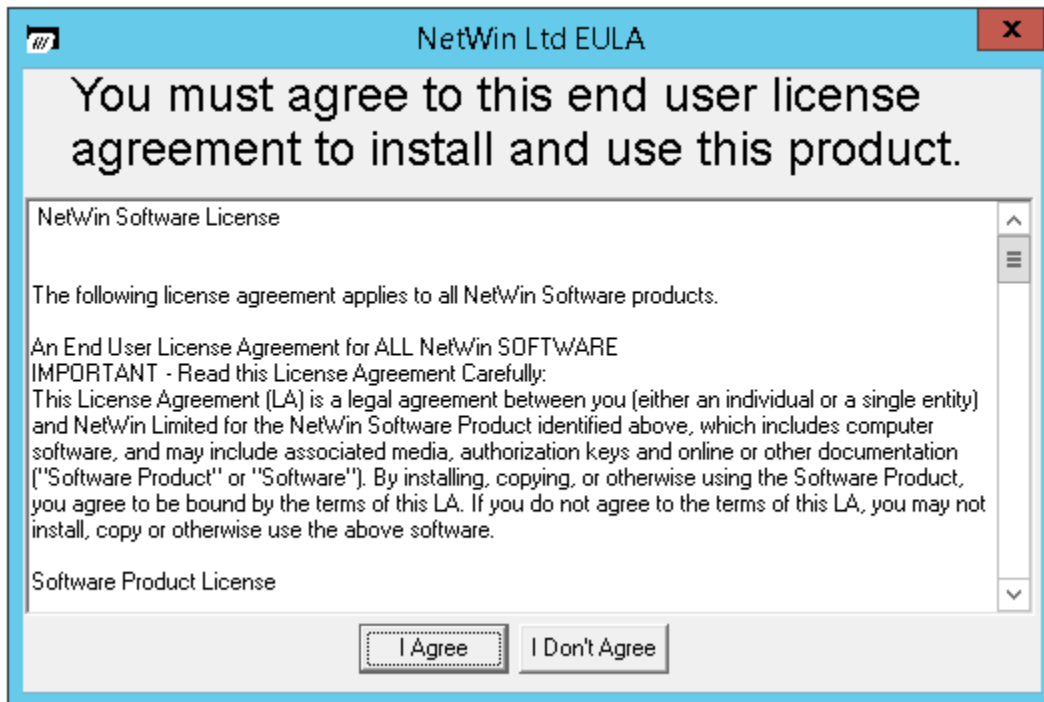 NetWin Ltd EULA
x
You must agree to this end user license
agreement to install and use this product.
NetWin Software License
The following license agreement applies to all NetWin Software products.
An End User License Agreement for ALL NetWin SOFTWARE
IMPORTANT - Read this License Agreement Carefully:
This License Agreement (LA) is a legal agreement between you (either an individual or a single entity)
and NetWin Limited for the NetWin Software Product identified above, which includes computer
software, and may include associated media, authorization keys and online or other documentation
("Software Product" or "Software"). By installing, copying, or otherwise using the Software Product,
you agree to be bound by the terms of this LA. If you do not agree to the terms of this LA, you may not
install, copy or otherwise use the above software.
Software Product License
I Agree
I Don't Agree